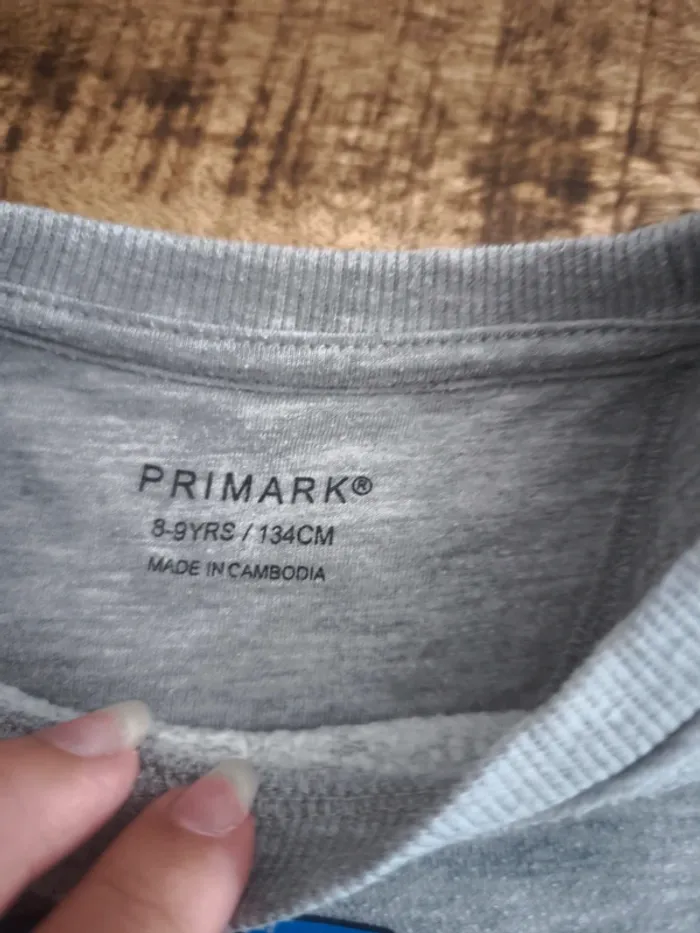 PRIMARK®
8-9YRS / 134CM
MADE IN CAMBODIA